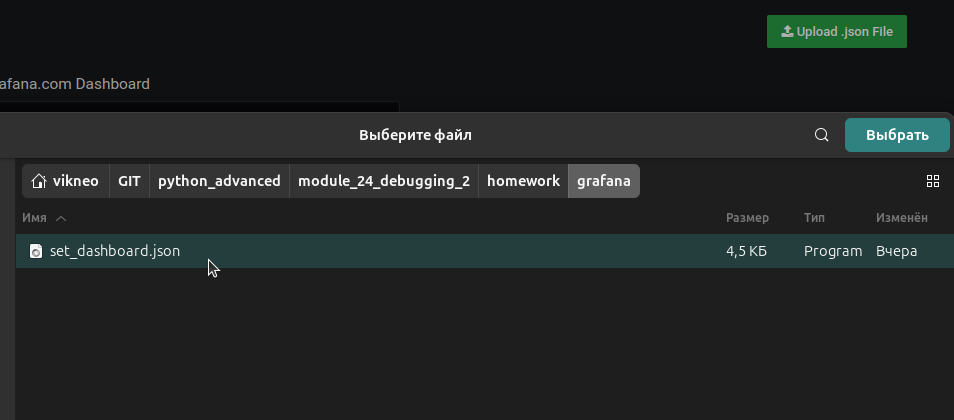 Upload .json File
afana.com Dashboard
Выберите файл
Выбрать
vikneo GIT python_advanced module_24_debugging_2 homework grafana
Имя Размер Тип Изменён
set_dashboard.json 4,5 КБ Program Вчера